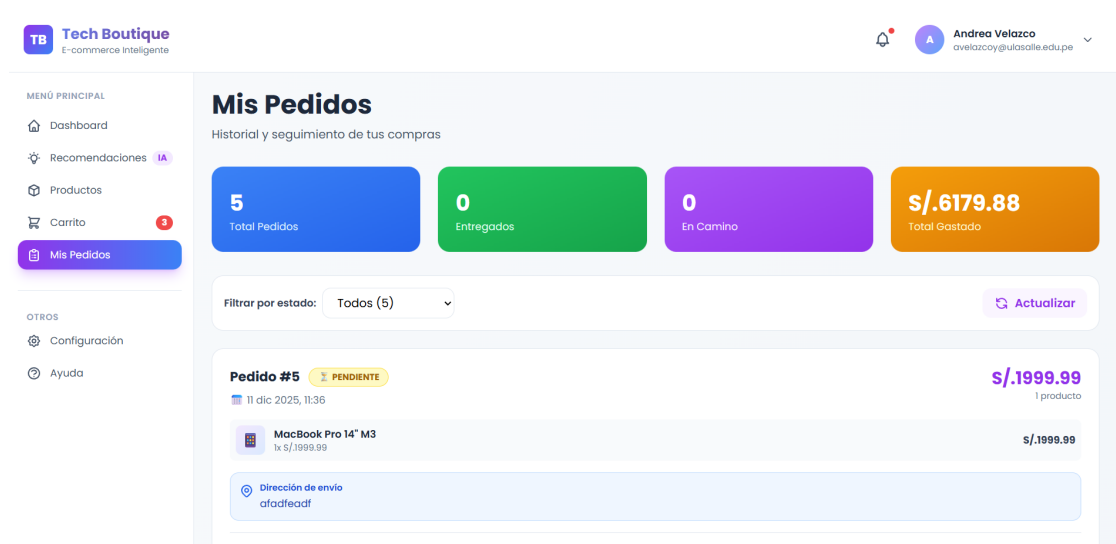 TB
Tech Boutique
E-commerce Inteligente
A
Andrea Velazco
avelazcoy@ulasalle.edu.pe
MENÚ PRINCIPAL
Dashboard
Recomendaciones IA
Productos
Carrito 3
Mis Pedidos
OTROS
Configuración
Ayuda
Mis Pedidos
Historial y seguimiento de tus compras
5
Total Pedidos
0
Entregados
0
En Camino
S/.6179.88
Total Gastado
Filtrar por estado: Todos (5)
Actualizar
Pedido #5 ⏳ PENDIENTE
11 dic 2025, 11:36
S/.1999.99
1 producto
MacBook Pro 14" M3
1x S/.1999.99
S/.1999.99
Dirección de envío
afadfeadf